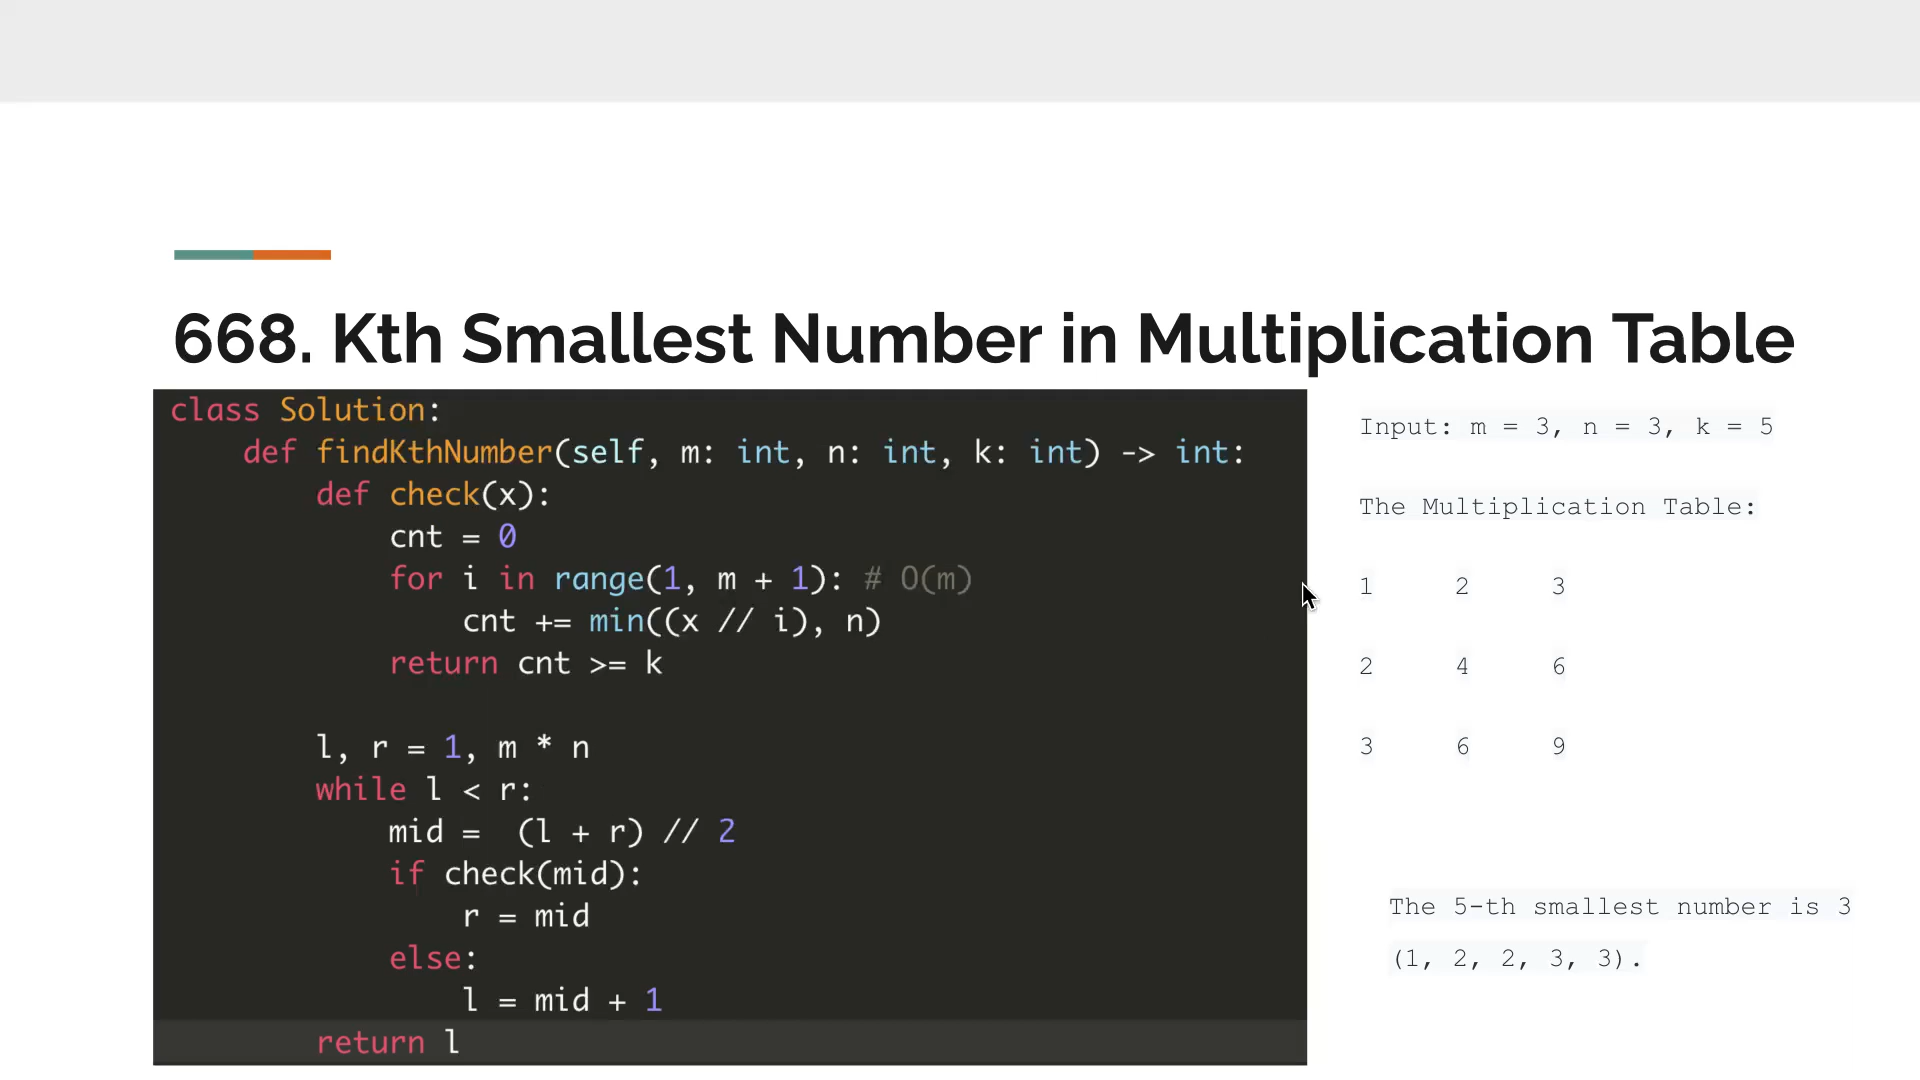 668. Kth Smallest Number in Multiplication Table
class Solution:
    def findKthNumber(self, m: int, n: int, k: int) -> int:
        def check(x):
            cnt = 0
            for i in range(1, m + 1): # O(m)
                cnt += min((x // i), n)
            return cnt >= k
        l, r = 1, m * n
        while l < r:
            mid =  (l + r) // 2
            if check(mid):
                r = mid
            else:
                l = mid + 1
        return l
Input: m = 3, n = 3, k = 5
The Multiplication Table:
1 2 3
2 4 6
3 6 9
The 5-th smallest number is 3
(1, 2, 2, 3, 3).